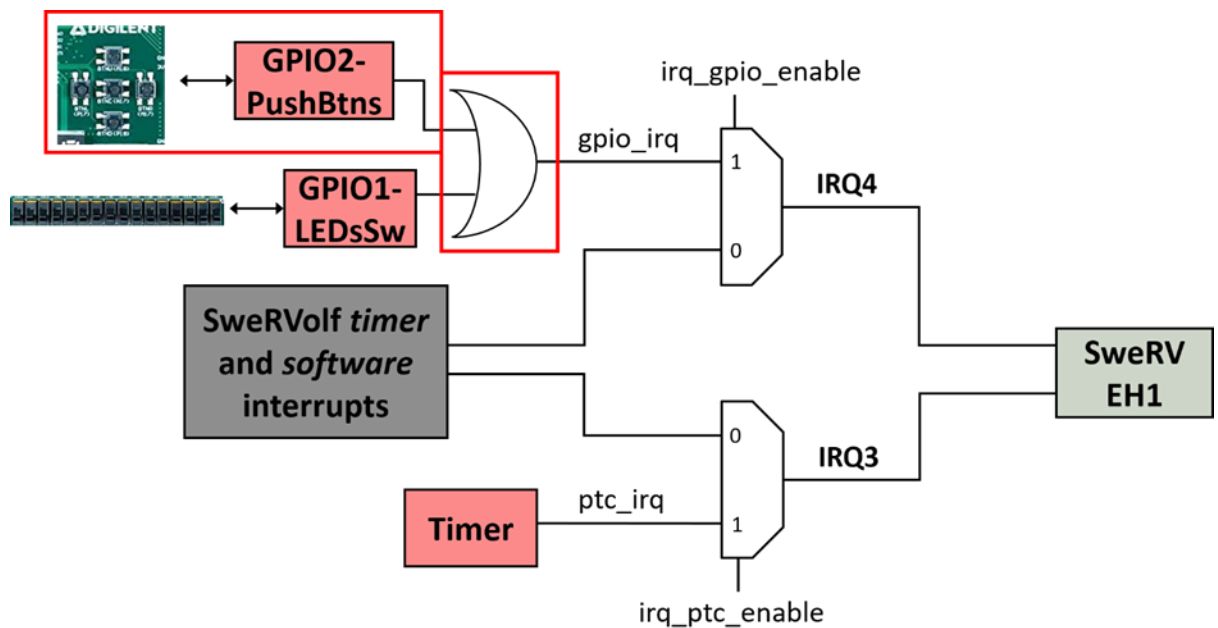 DIGILENT
GPIO2-
PushBtns
irq_gpio_enable
gpio_irq
1
IRQ4
GPIO1-
LEDsSw
0
SweRVolf timer
and software
interrupts
SweRV
EH1
0
IRQ3
Timer
ptc_irq
1
irq_ptc_enable